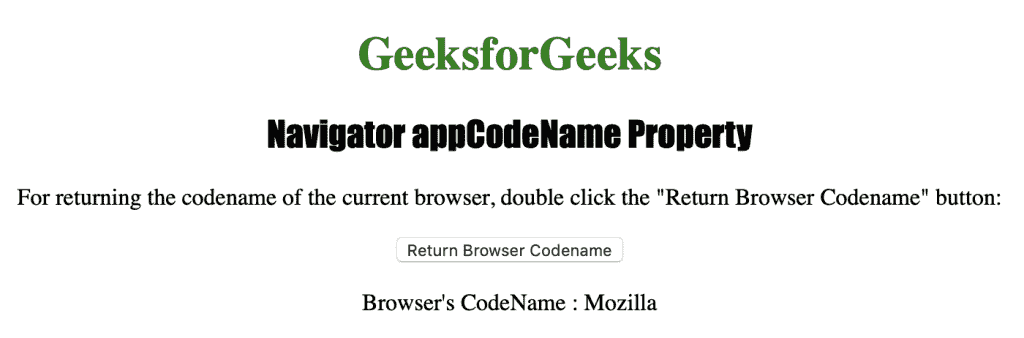 GeeksforGeeks
Navigator appCodeName Property
For returning the codename of the current browser, double click the "Return Browser Codename" button:
Return Browser Codename
Browser's CodeName : Mozilla